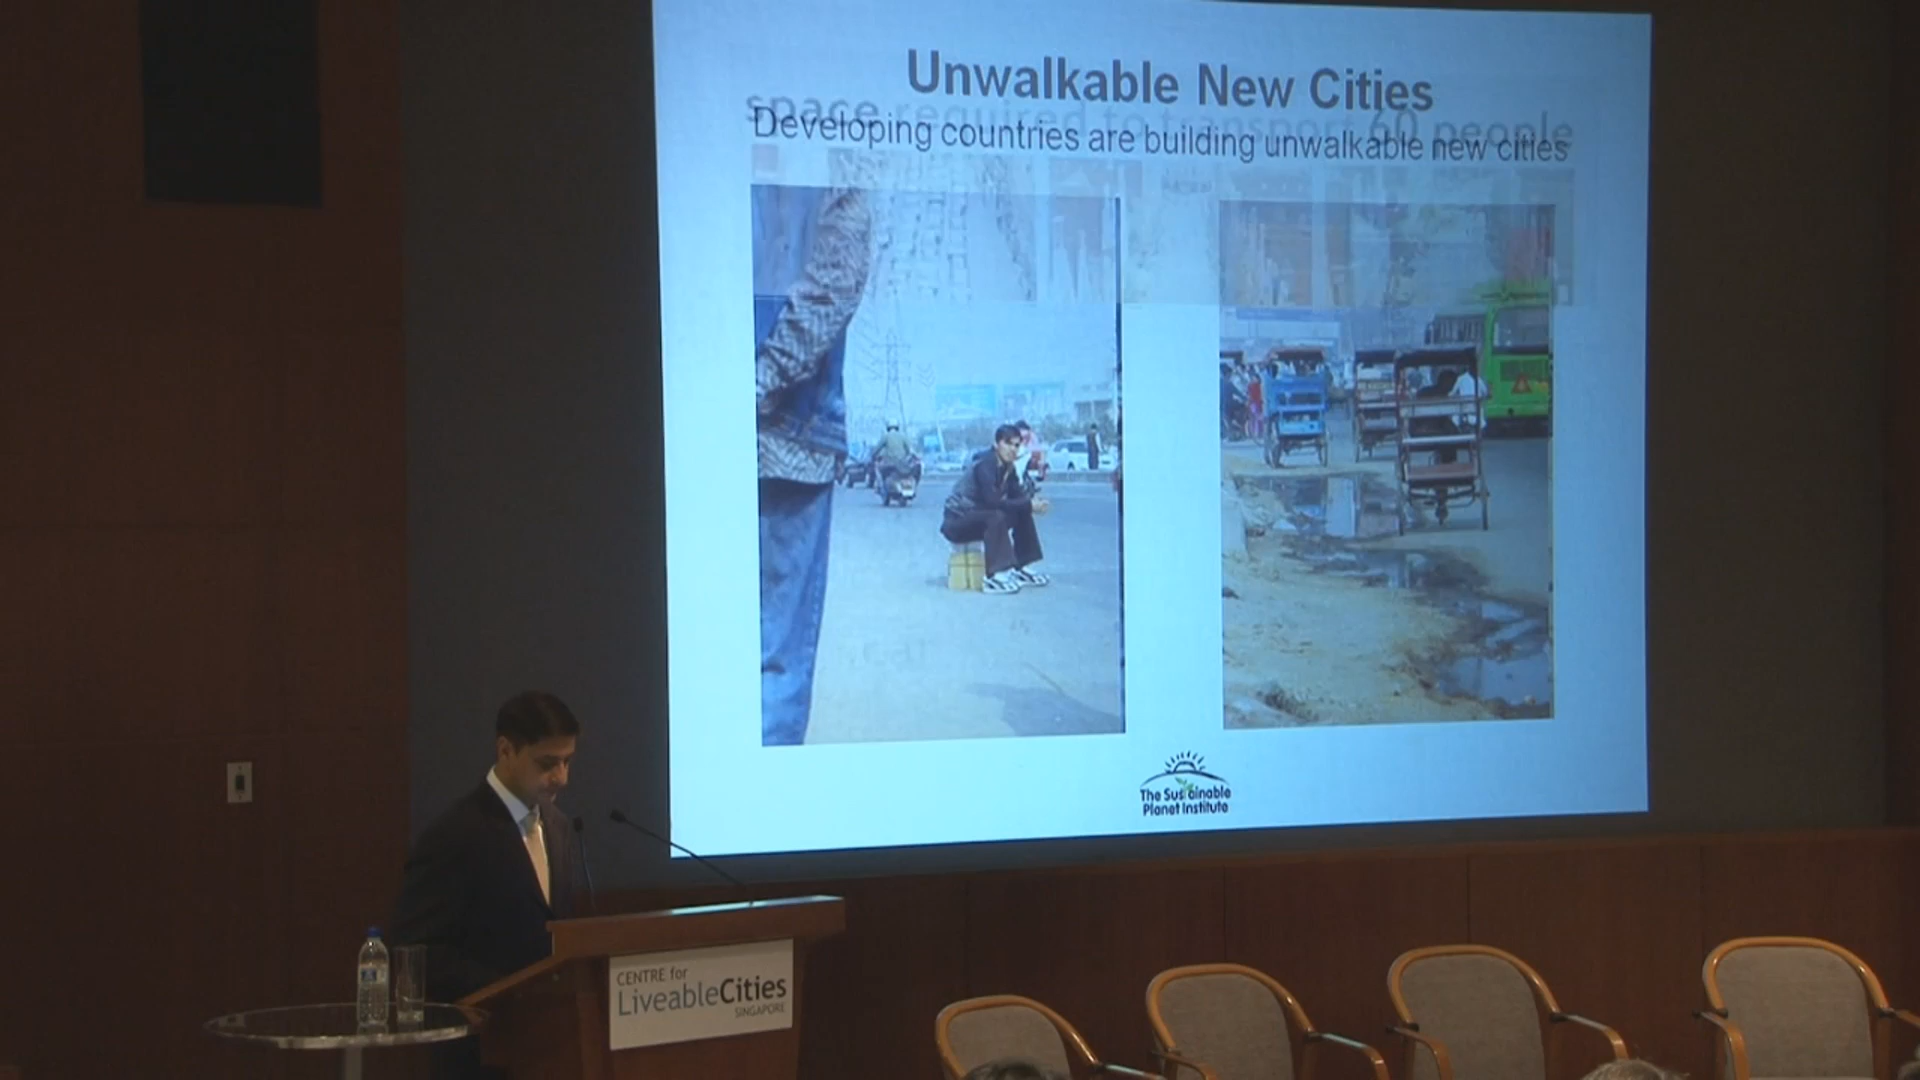 Unwalkable New Cities
space required to transport 60 people
Developing countries are building unwalkable new cities
The Sustainable
Planet Institute
CENTRE for
LiveableCities
SINGAPORE